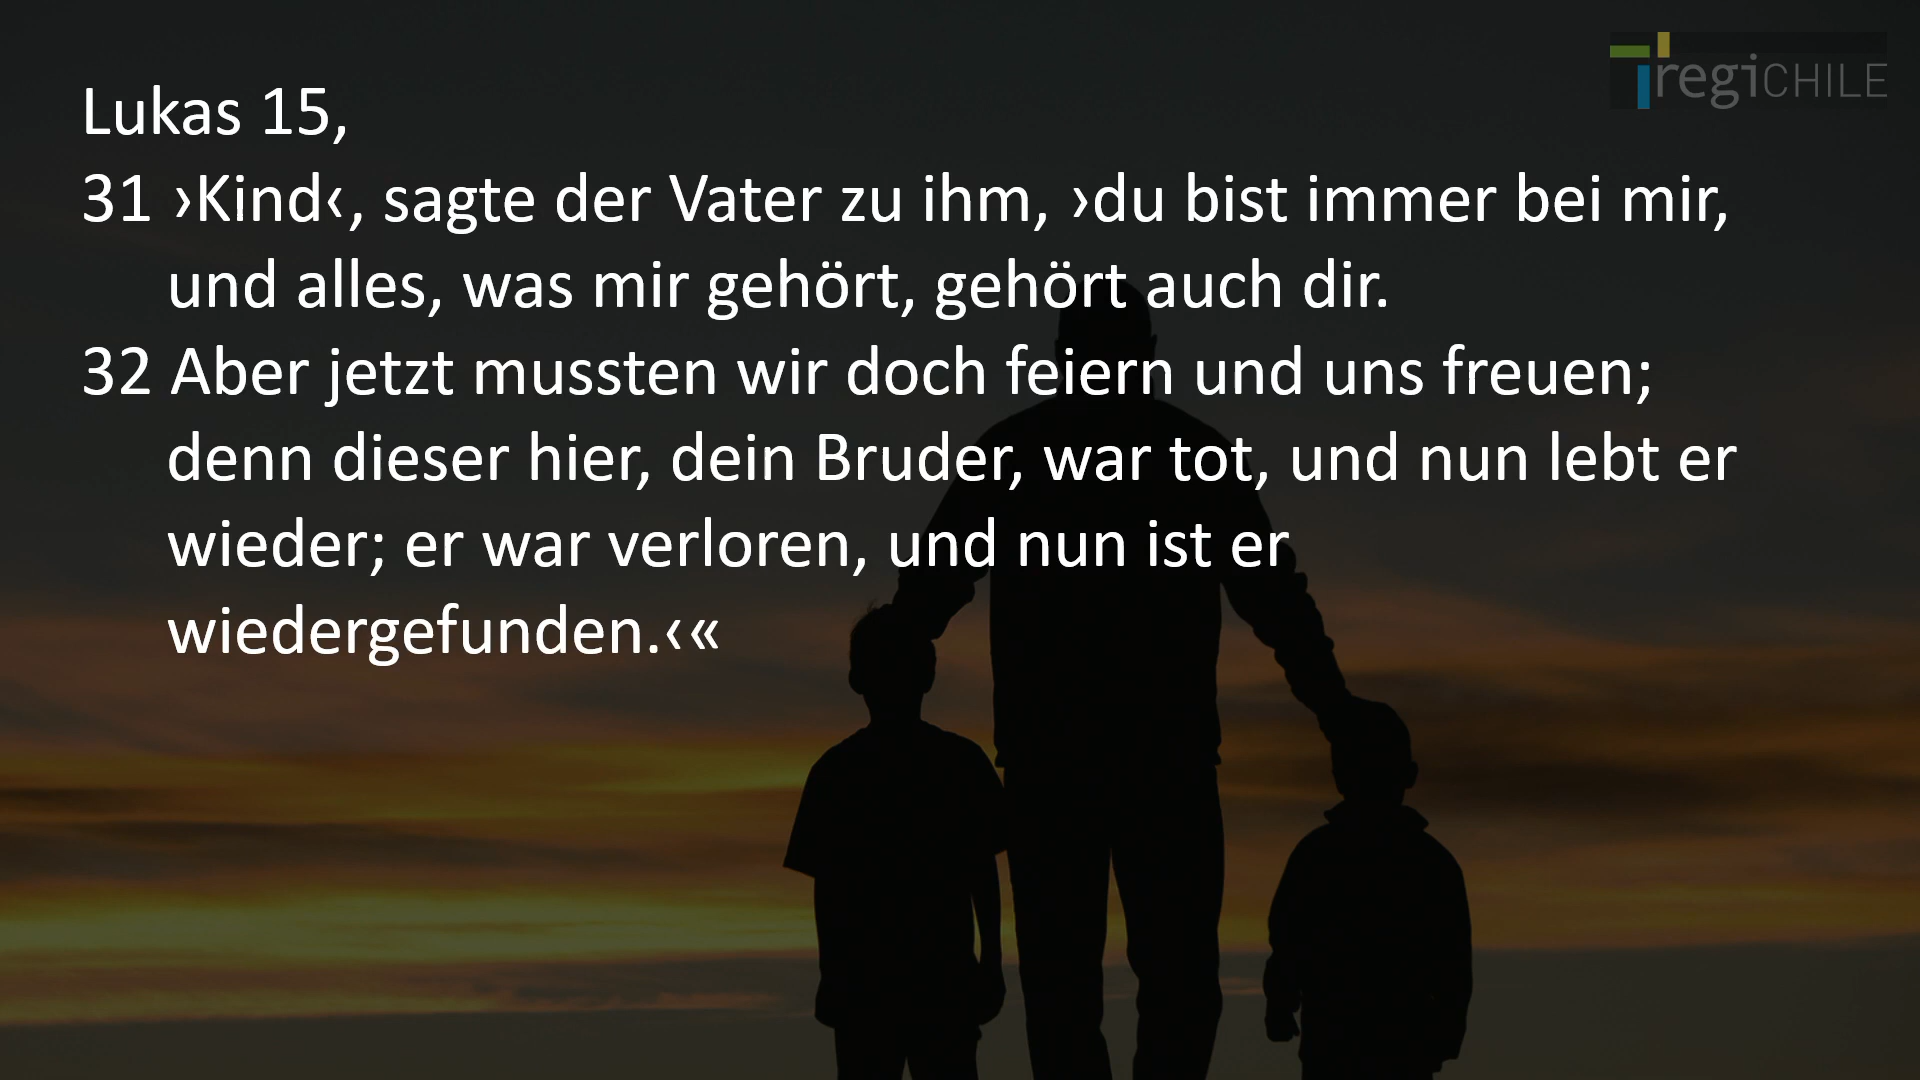 regiCHILE
Lukas 15,
31 ›Kind‹, sagte der Vater zu ihm, ›du bist immer bei mir,
und alles, was mir gehört, gehört auch dir.
32 Aber jetzt mussten wir doch feiern und uns freuen;
denn dieser hier, dein Bruder, war tot, und nun lebt er
wieder; er war verloren, und nun ist er
wiedergefunden.‹«